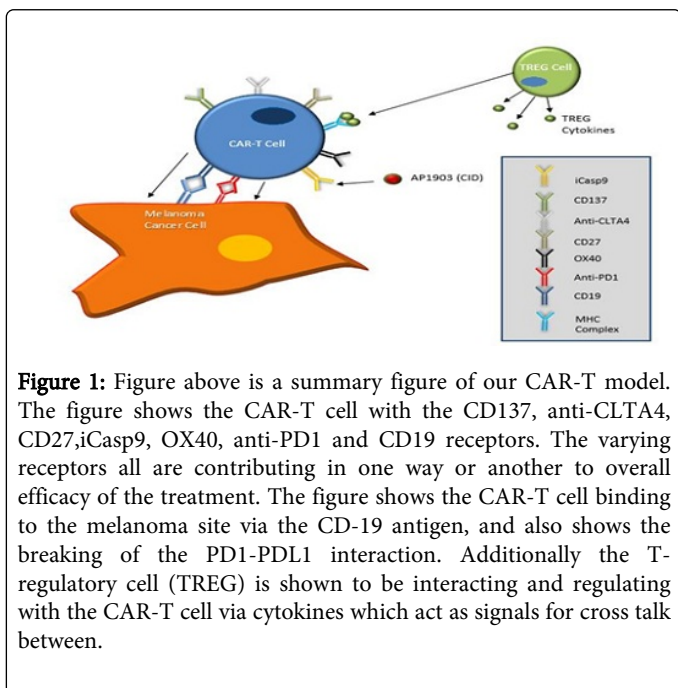 TREG Cell
CAR-T Cell
TREG
Cytokines
AP1903 (CID)
Melanoma
Cancer Cell
iCasp9
CD137
Anti-CLTA4
CD27
OX40
Anti-PD1
CD19
MHC
Complex
Figure 1: Figure above is a summary figure of our CAR-T model.
The figure shows the CAR-T cell with the CD137, anti-CLTA4,
CD27,iCasp9, OX40, anti-PD1 and CD19 receptors. The varying
receptors all are contributing in one way or another to overall
efficacy of the treatment. The figure shows the CAR-T cell binding
to the melanoma site via the CD-19 antigen, and also shows the
breaking of the PD1-PDL1 interaction. Additionally the T-
regulatory cell (TREG) is shown to be interacting and regulating
with the CAR-T cell via cytokines which act as signals for cross talk
between.